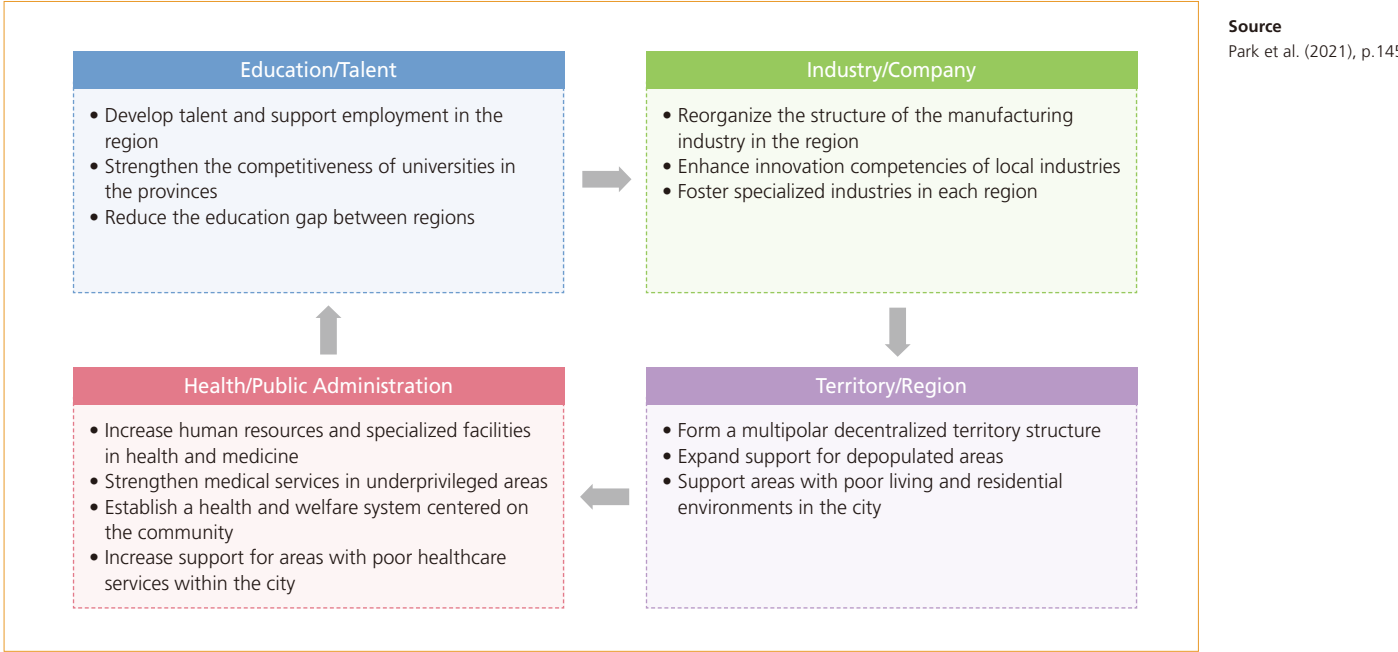 Education/Talent
• Develop talent and support employment in the
region
• Strengthen the competitiveness of universities in
the provinces
• Reduce the education gap between regions
Industry/Company
• Reorganize the structure of the manufacturing
industry in the region
• Enhance innovation competencies of local industries
• Foster specialized industries in each region
Health/Public Administration
• Increase human resources and specialized facilities
in health and medicine
• Strengthen medical services in underprivileged areas
• Establish a health and welfare system centered on
the community
• Increase support for areas with poor healthcare
services within the city
Territory/Region
• Form a multipolar decentralized territory structure
• Expand support for depopulated areas
• Support areas with poor living and residential
environments in the city
Source
Park et al. (2021), p.145